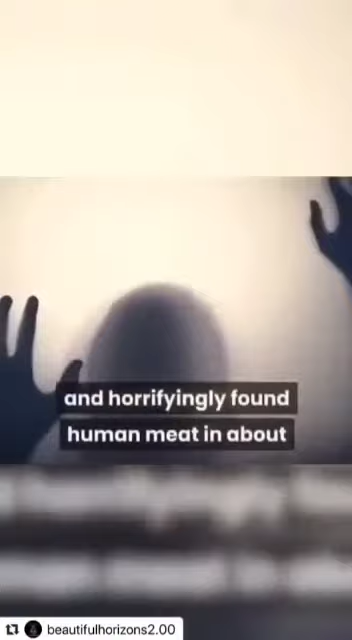 and horrifyingly found
human meat in about
beautifulhorizons2.00